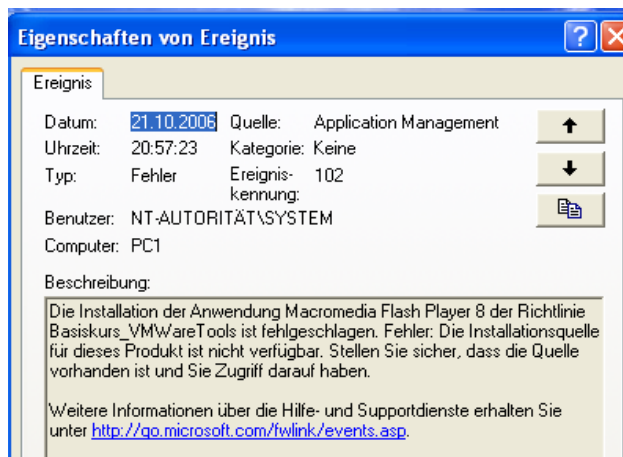 Eigenschaften von Ereignis
Ereignis
Datum: 21.10.2006 Quelle: Application Management
Uhrzeit: 20:57:23 Kategorie: Keine
Typ: Fehler Ereignis- 102
kennung:
Benutzer: NT-AUTORITÄT\SYSTEM
Computer: PC1
Beschreibung:
Die Installation der Anwendung Macromedia Flash Player 8 der Richtlinie
Basiskurs_VMWareTools ist fehlgeschlagen. Fehler: Die Installationsquelle
für dieses Produkt ist nicht verfügbar. Stellen Sie sicher, dass die Quelle
vorhanden ist und Sie Zugriff darauf haben.
Weitere Informationen über die Hilfe- und Supportdienste erhalten Sie
unter http://go.microsoft.com/fwlink/events.asp.